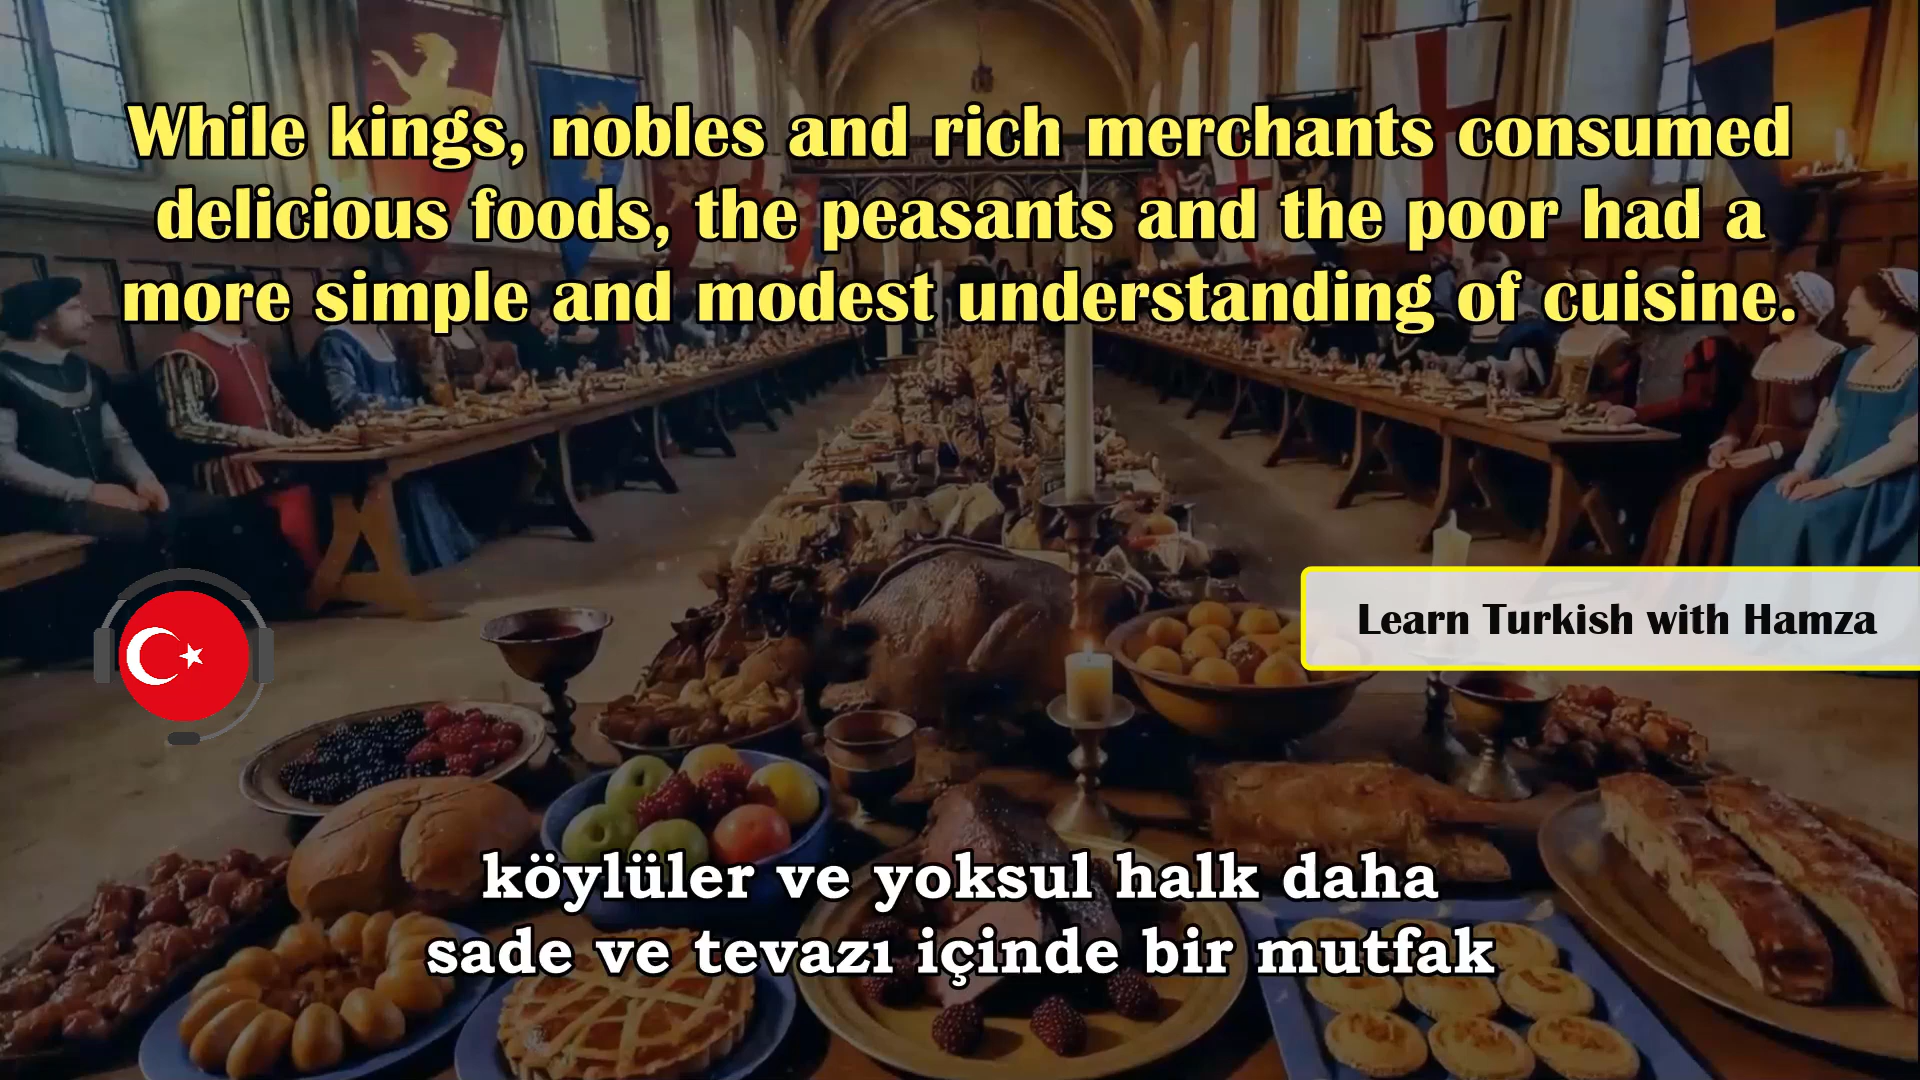 While kings, nobles and rich merchants consumed
delicious foods, the peasants and the poor had a
more simple and modest understanding of cuisine.
Learn Turkish with Hamza
köylüler ve yoksul halk daha
sade ve tevazı içinde bir mutfak